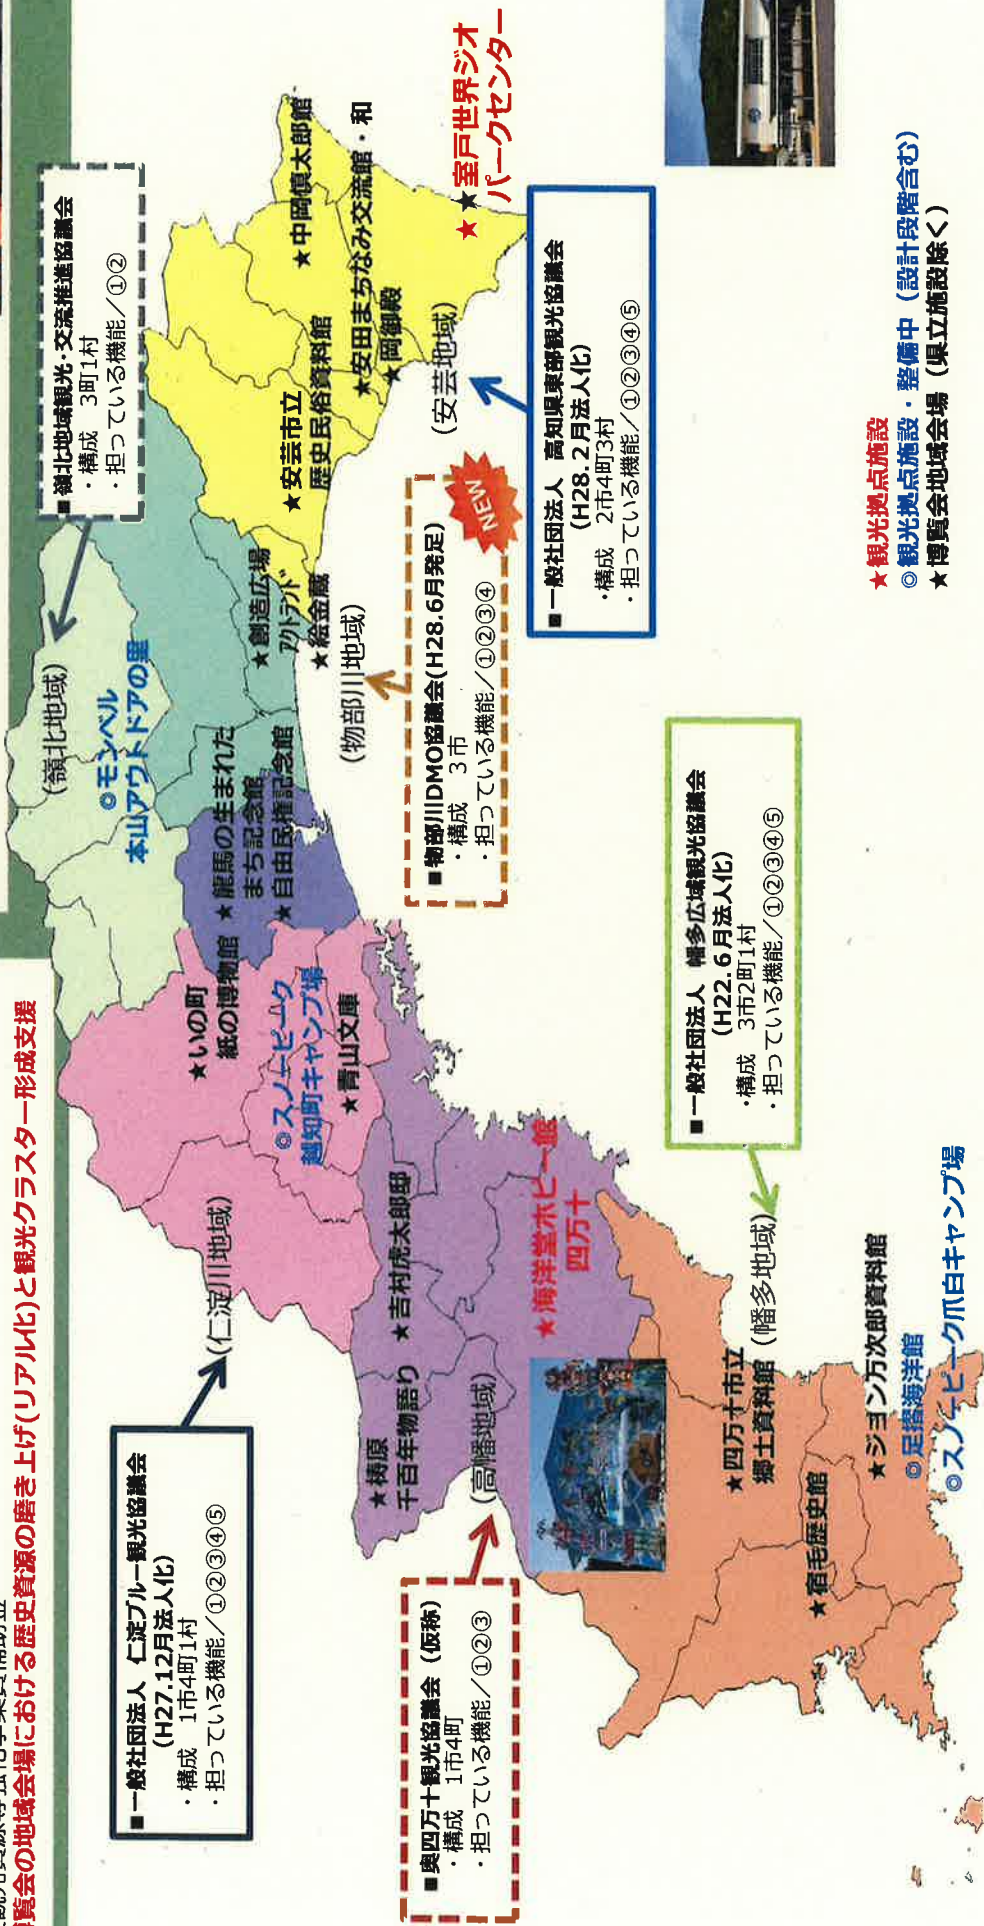 博覧会の地域会場における歴史資源の磨き上げ(リアル化)と観光クラスター形成支援
■一般社団法人 仁淀ブルー観光協議会
(H27.12月法人化)
・構成 1市4町1村
・担っている機能/①②③④⑤
■嶺北地域観光・交流推進協議会
・構成 3町1村
・担っている機能/①②
(嶺北地域)
◎モンベル
本山アウトドアの里
(仁淀川地域)
★いの町
紙の博物館
◎スノーピーク
越知町キャンプ場
★青山文庫
★龍馬の生まれた
まち記念館
★自由民権記念館
★創造広場
アクトランド
★絵金蔵
(物部川地域)
★安芸市立
歴史民俗資料館
★中岡慎太郎館
★安田まちなみ交流館・和
★岡御殿
(安芸地域)
★★室戸世界ジオ
パークセンター
■奥四万十観光協議会(仮称)
・構成 1市4町
・担っている機能/①②③
★梼原
千百年物語り
★吉村虎太郎邸
(高幡地域)
★海洋堂ホビー館
四万十
■物部川DMO協議会(H28.6月発足)
・構成 3市
・担っている機能/①②③④
NEW
■一般社団法人 高知県東部観光協議会
(H28.2月法人化)
・構成 2市4町3村
・担っている機能/①②③④⑤
■一般社団法人 幡多広域観光協議会
(H22.6月法人化)
・構成 3市2町1村
・担っている機能/①②③④⑤
★四万十市立
郷土資料館
(幡多地域)
★宿毛歴史館
★ジョン万次郎資料館
◎足摺海洋館
◎スノーピーク爪白キャンプ場
★観光拠点施設
◎観光拠点施設・整備中(設計段階含む)
★博覧会地域会場(県立施設除く)